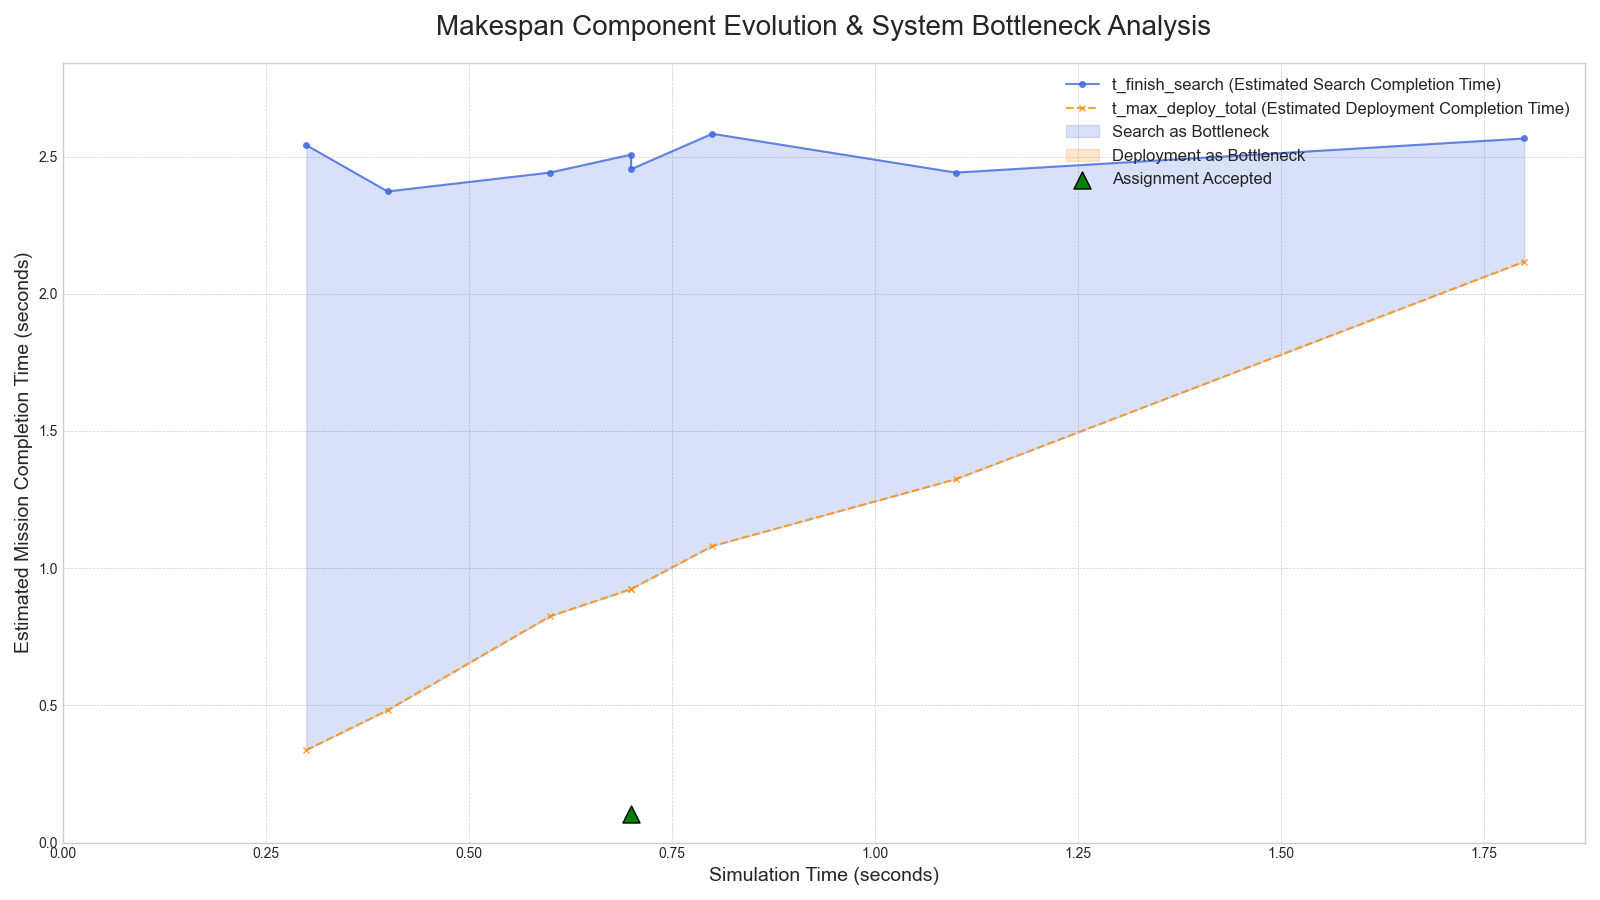 Makespan Component Evolution & System Bottleneck Analysis
t_finish_search (Estimated Search Completion Time)
t_max_deploy_total (Estimated Deployment Completion Time)
Search as Bottleneck
Deployment as Bottleneck
Assignment Accepted
Estimated Mission Completion Time (seconds)
2.5
2.0
1.5
1.0
0.5
0.0
0.00 0.25 0.50 0.75 1.00 1.25 1.50 1.75
Simulation Time (seconds)